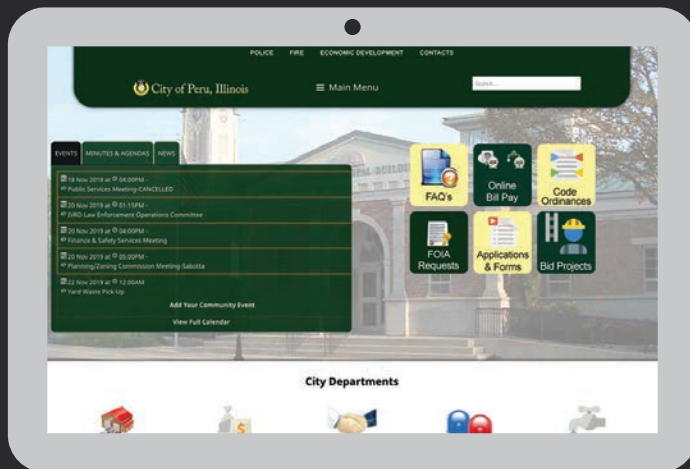 POLICE FIRE ECONOMIC DEVELOPMENT CONTACTS
City of Peru, Illinois
Main Menu
Search...
EVENTS MINUTES & AGENDAS NEWS
18 Nov 2019 at 04:00PM -
Public Services Meeting-CANCELLED
20 Nov 2019 at 01:15PM -
IVRD Law Enforcement Operations Committee
20 Nov 2019 at 04:00PM -
Finance & Safety Services Meeting
20 Nov 2019 at 05:00PM -
Planning/Zoning Commission Meeting-Sabotta
22 Nov 2019 at 12:00AM
Yard Waste Pick-Up
Add Your Community Event
View Full Calendar
FAQ's
Online
Bill Pay
Code
Ordinances
FOIA
Requests
Applications
& Forms
Bid Projects
City Departments